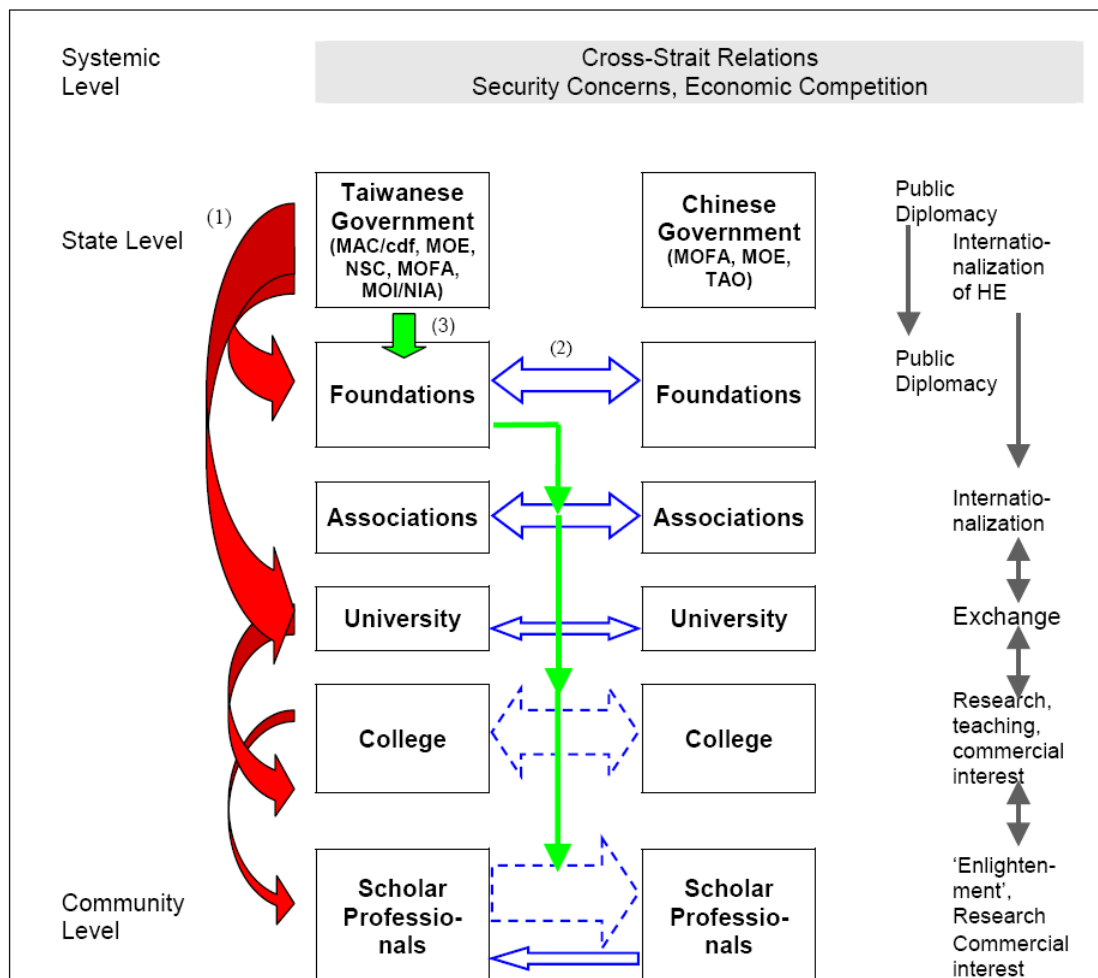 Systemic
Level
Cross-Strait Relations
Security Concerns, Economic Competition
State Level
(1)
Taiwanese
Government
(MAC/cdf, MOE,
NSC, MOFA,
MOI/NIA)
Chinese
Government
(MOFA, MOE,
TAO)
Public
Diplomacy
Internatio-
nalization
of HE
(3)
(2)
Foundations
Foundations
Public
Diplomacy
Associations
Associations
Internatio-
nalization
University
University
Exchange
College
College
Research,
teaching,
commercial
interest
Community
Level
Scholar
Professio-
nals
Scholar
Professio-
nals
‘Enlighten-
ment’,
Research
Commercial
interest